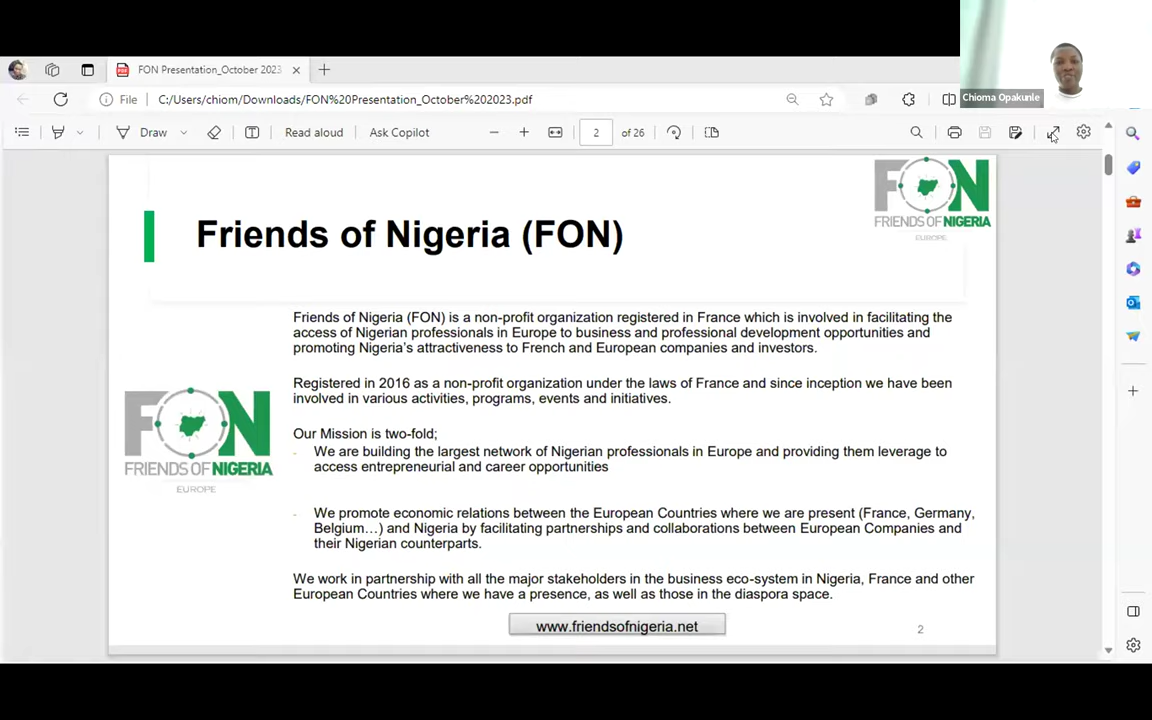 FON Presentation_October 2023
File
C:/Users/chiom/Downloads/FON%20Presentation_October%202023.pdf
Chioma Opakunle
Draw
Read aloud
Ask Copilot
2
of 26
FON
FRIENDS OF NIGERIA
EUROPE
Friends of Nigeria (FON)
Friends of Nigeria (FON) is a non-profit organization registered in France which is involved in facilitating the
access of Nigerian professionals in Europe to business and professional development opportunities and
promoting Nigeria's attractiveness to French and European companies and investors.
Registered in 2016 as a non-profit organization under the laws of France and since inception we have been
involved in various activities, programs, events and initiatives.
FON
FRIENDS OF NIGERIA
EUROPE
Our Mission is two-fold;
- We are building the largest network of Nigerian professionals in Europe and providing them leverage to
access entrepreneurial and career opportunities
- We promote economic relations between the European Countries where we are present (France, Germany,
Belgium…) and Nigeria by facilitating partnerships and collaborations between European Companies and
their Nigerian counterparts.
We work in partnership with all the major stakeholders in the business eco-system in Nigeria, France and other
European Countries where we have a presence, as well as those in the diaspora space.
www.friendsofnigeria.net
2